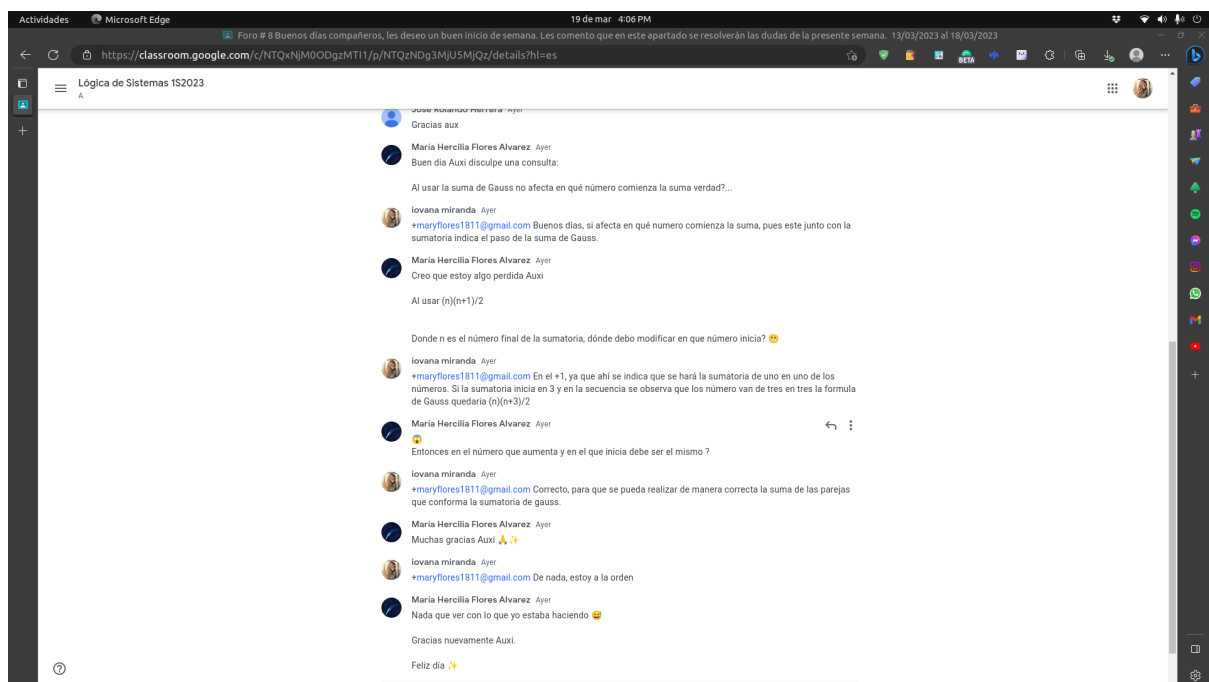 Actividades
Microsoft Edge
19 de mar 4:06 PM
Foro # 8 Buenos días compañeros, les deseo un buen inicio de semana. Les comento que en este apartado se resolverán las dudas de la presente semana. 13/03/2023 al 18/03/2023
https://classroom.google.com/c/NTQxNjM0ODgzMTI1/p/NTQzNDg3MjU5MjQz/details?hl=es
BETA
Lógica de Sistemas 1S2023
A
José Rolando Herrera Ayer
Gracias aux
María Hercilia Flores Alvarez Ayer
Buen día Auxi disculpe una consulta:
Al usar la suma de Gauss no afecta en qué número comienza la suma verdad?...
iovana miranda Ayer
+maryflores1811@gmail.com Buenos días, si afecta en qué numero comienza la suma, pues este junto con la
sumatoria indica el paso de la suma de Gauss.
María Hercilia Flores Alvarez Ayer
Creo que estoy algo perdida Auxi
Al usar (n)(n+1)/2
Donde n es el número final de la sumatoria, dónde debo modificar en que número inicia? 😬
iovana miranda Ayer
+maryflores1811@gmail.com En el +1, ya que ahí se indica que se hará la sumatoria de uno en uno de los
números. Si la sumatoria inicia en 3 y en la secuencia se observa que los número van de tres en tres la formula
de Gauss quedaria (n)(n+3)/2
María Hercilia Flores Alvarez Ayer
😱
Entonces en el número que aumenta y en el que inicia debe ser el mismo ?
iovana miranda Ayer
+maryflores1811@gmail.com Correcto, para que se pueda realizar de manera correcta la suma de las parejas
que conforma la sumatoria de gauss.
María Hercilia Flores Alvarez Ayer
Muchas gracias Auxi 🙏✨
iovana miranda Ayer
+maryflores1811@gmail.com De nada, estoy a la orden
María Hercilia Flores Alvarez Ayer
Nada que ver con lo que yo estaba haciendo 😅
Gracias nuevamente Auxi.
Feliz día ✨